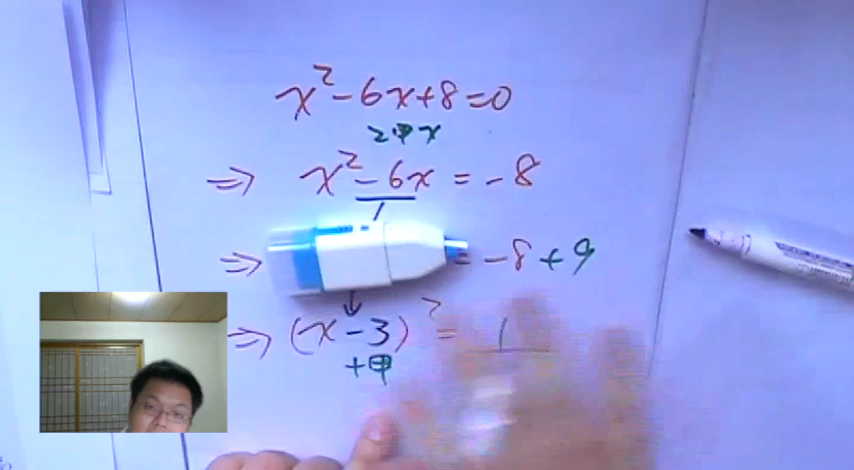 x² - 6x + 8 = 0
2甲x
⇒ x² - 6x = -8
⇒ = -8 + 9
⇒ (x - 3)² = 1
+甲